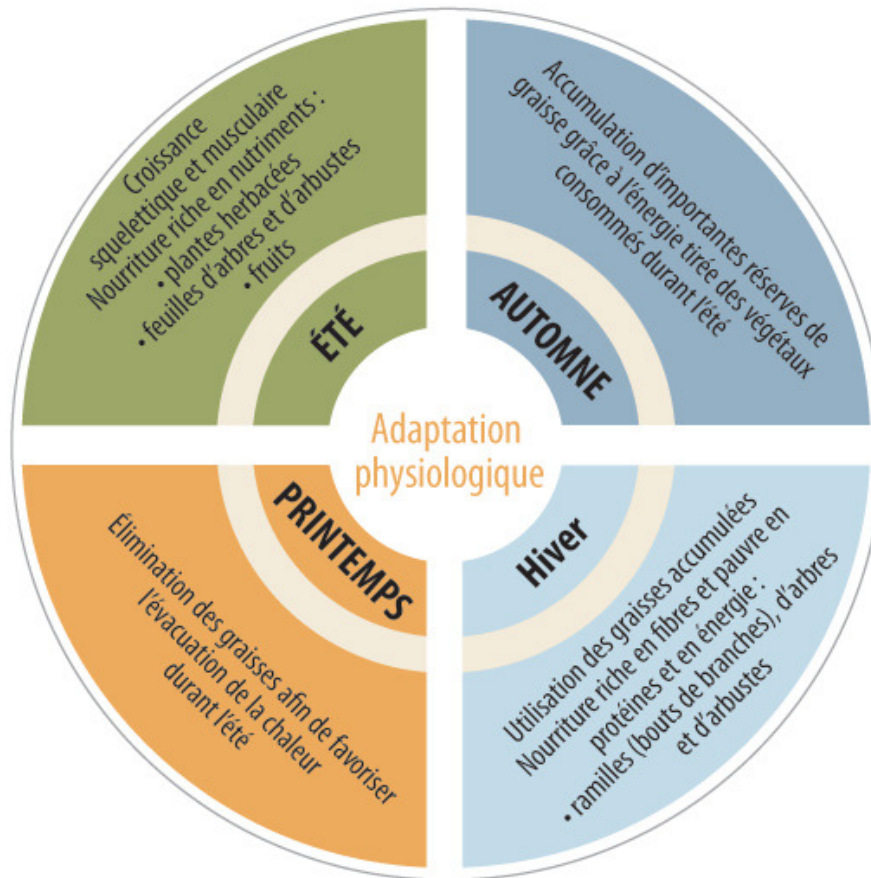 Croissance
squelettique et musculaire
Nourriture riche en nutriments :
• plantes herbacées
• feuilles d'arbres et d'arbustes
• fruits
ÉTÉ
Accumulation d'importantes réserves de
graisse grâce à l'énergie tirée des végétaux
consommés durant l'été
AUTOMNE
Adaptation
physiologique
PRINTEMPS
Élimination des graisses afin de favoriser
l'évacuation de la chaleur
durant l'été
Hiver
Utilisation des graisses accumulées
Nourriture riche en fibres et pauvre en
protéines et en énergie :
• ramilles (bouts de branches), d'arbres
et d'arbustes